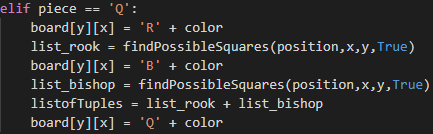 elif piece == 'Q':
    board[y][x] = 'R' + color
    list_rook = findPossibleSquares(position,x,y,True)
    board[y][x] = 'B' + color
    list_bishop = findPossibleSquares(position,x,y,True)
    listofTuples = list_rook + list_bishop
    board[y][x] = 'Q' + color